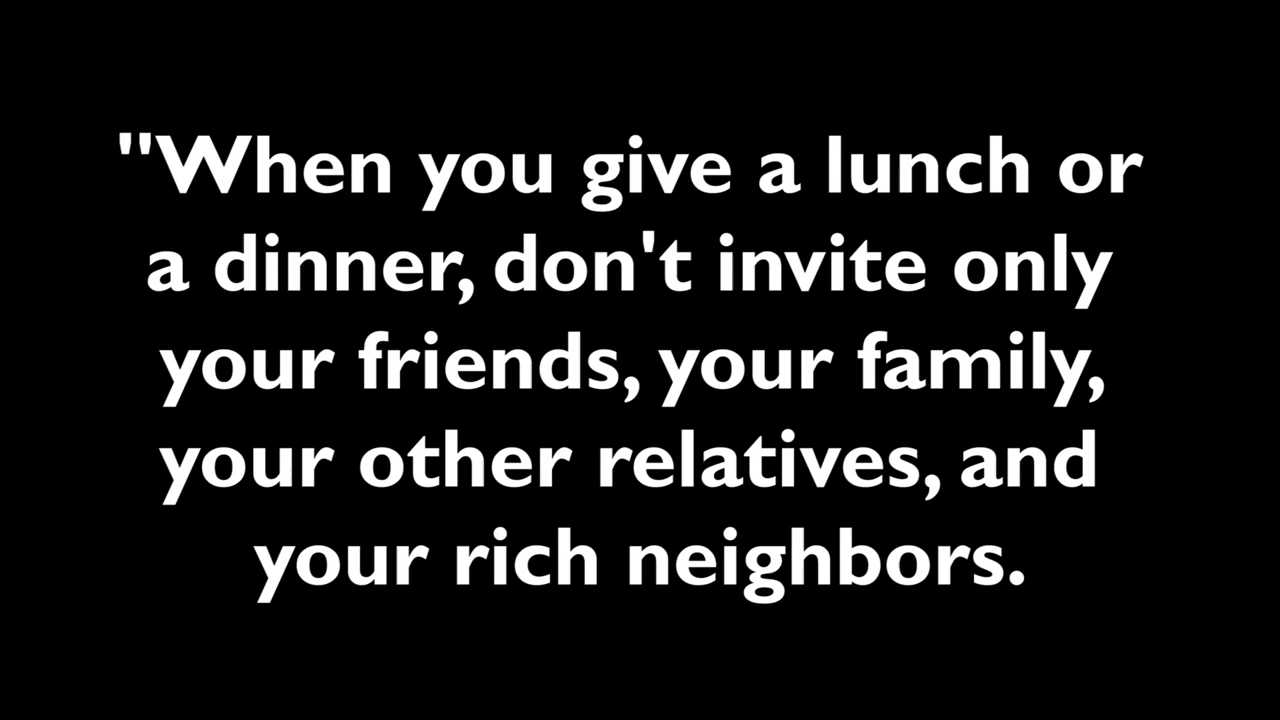 "When you give a lunch or
a dinner, don't invite only
your friends, your family,
your other relatives, and
your rich neighbors.